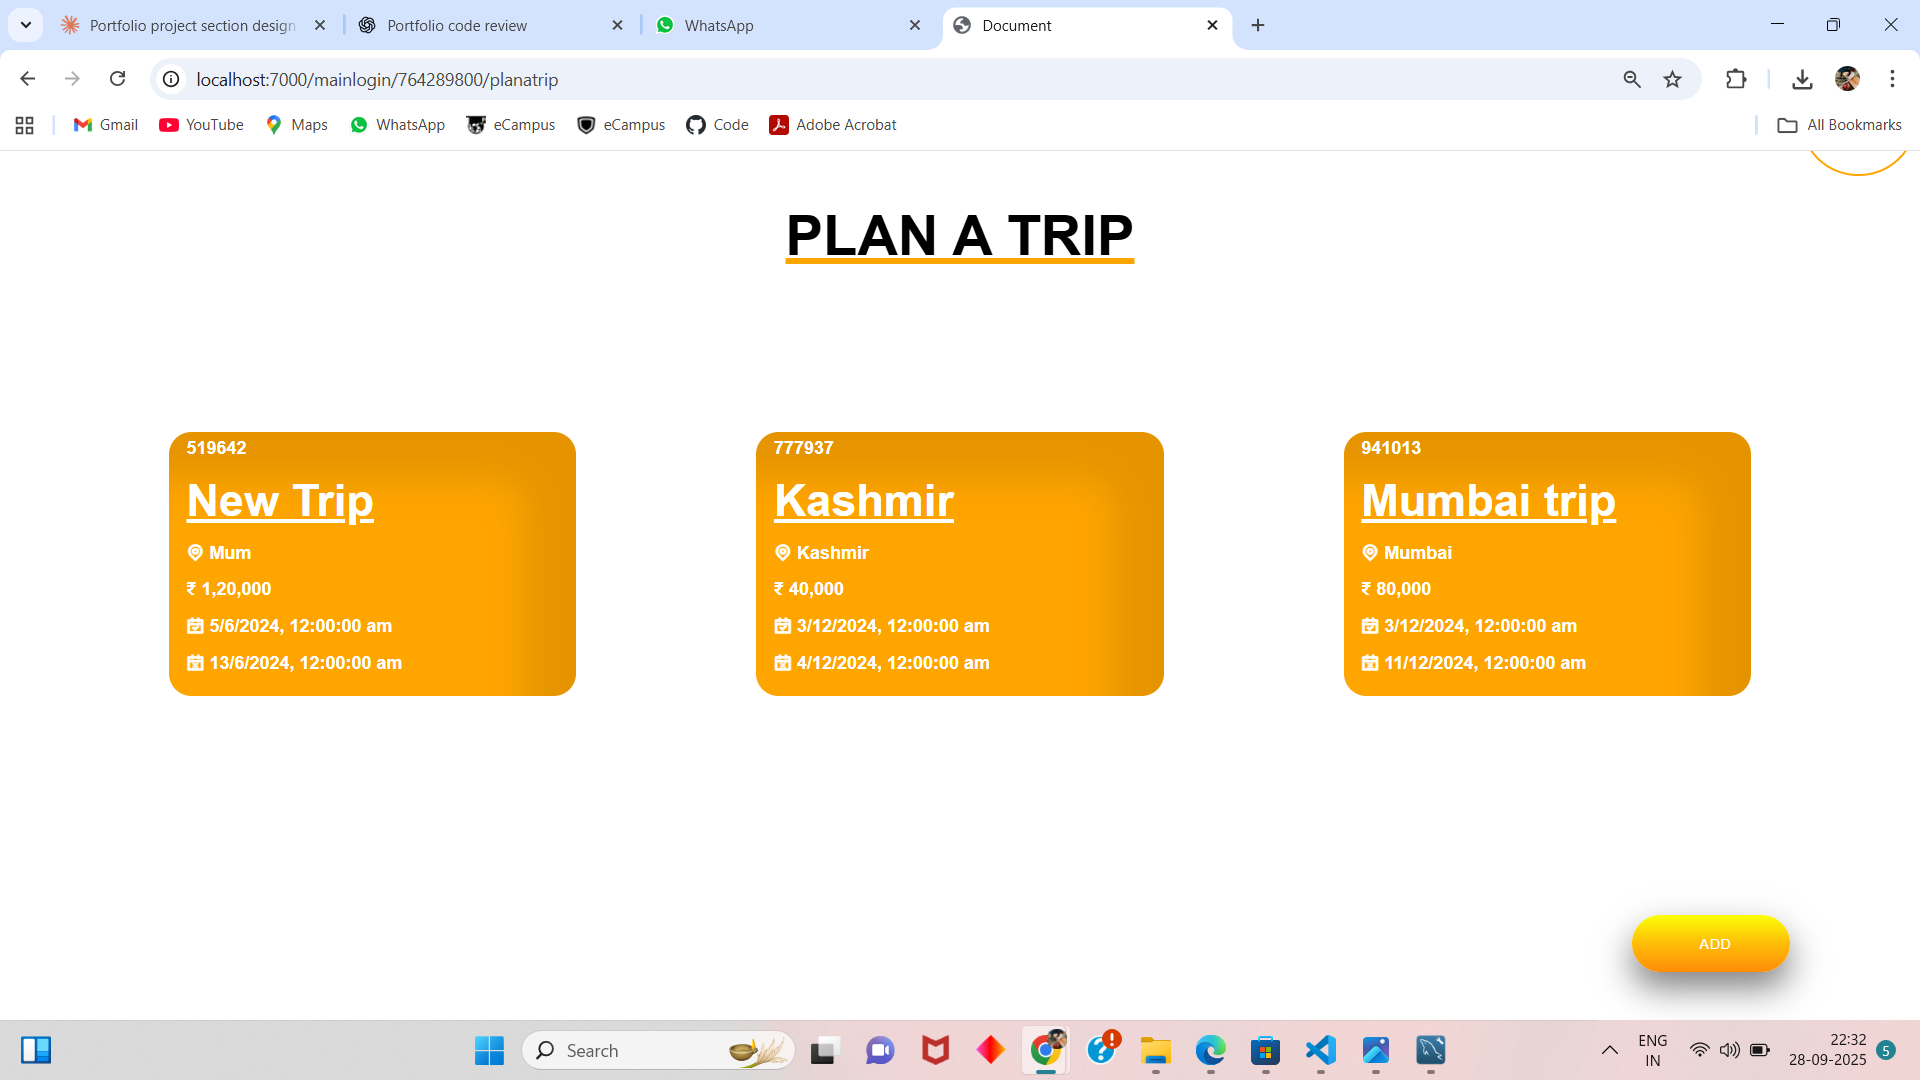 Portfolio project section design
Portfolio code review
WhatsApp
Document
localhost:7000/mainlogin/764289800/planatrip
Gmail
YouTube
Maps
WhatsApp
eCampus
eCampus
Code
Adobe Acrobat
All Bookmarks
PLAN A TRIP
519642
New Trip
Mum
₹ 1,20,000
5/6/2024, 12:00:00 am
13/6/2024, 12:00:00 am
777937
Kashmir
Kashmir
₹ 40,000
3/12/2024, 12:00:00 am
4/12/2024, 12:00:00 am
941013
Mumbai trip
Mumbai
₹ 80,000
3/12/2024, 12:00:00 am
11/12/2024, 12:00:00 am
ADD
Search
ENG
IN
22:32
28-09-2025
5